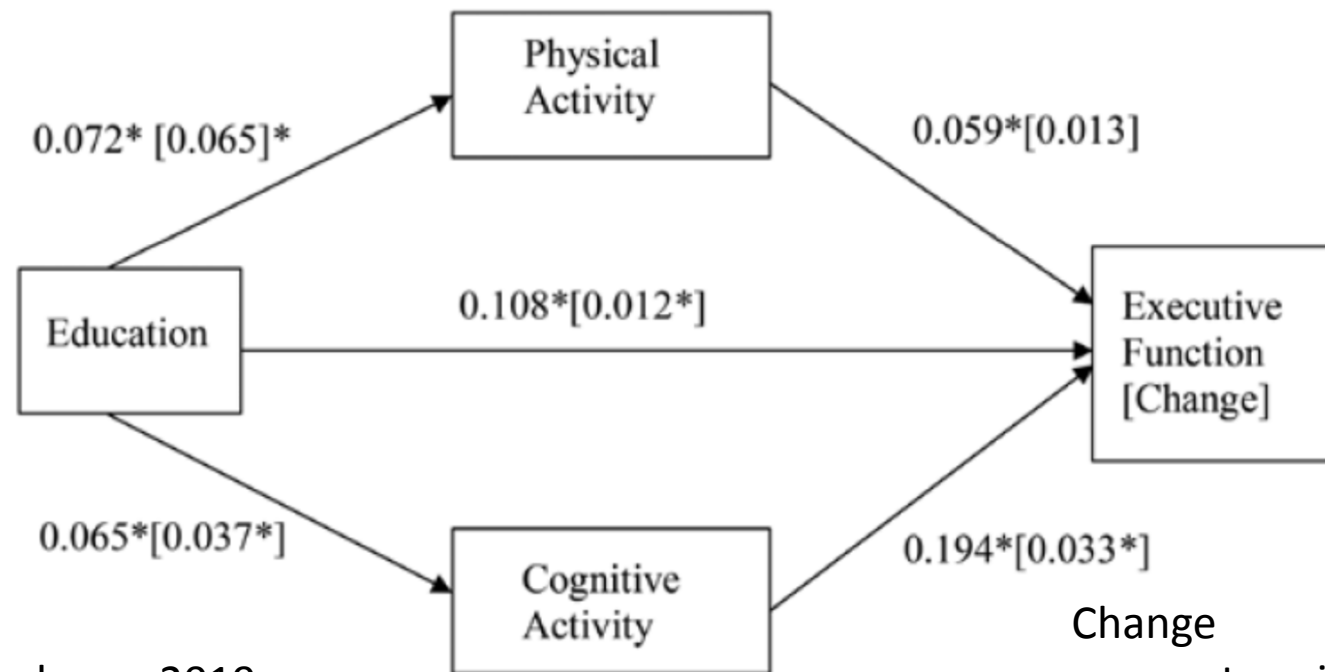 Physical
Activity
0.072* [0.065]*
0.059*[0.013]
Education
0.108*[0.012*]
Executive
Function
[Change]
0.065*[0.037*]
Cognitive
Activity
0.194*[0.033*]
Change
2010